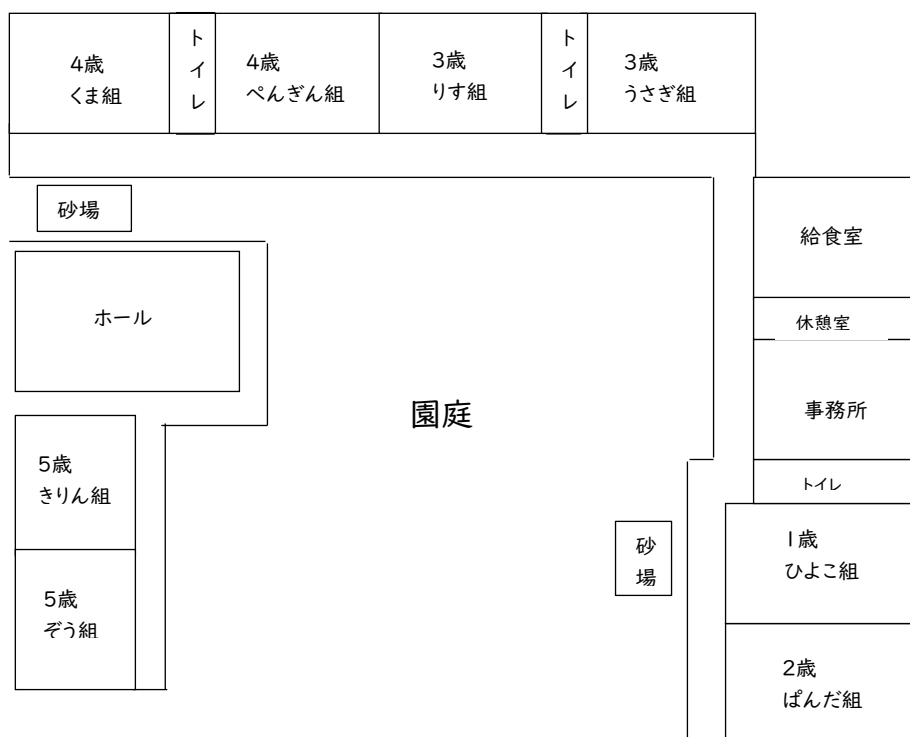 4歳
くま組
トイレ
4歳
ぺんぎん組
3歳
りす組
トイレ
3歳
うさぎ組
砂場
給食室
ホール
休憩室
園庭
事務所
5歳
きりん組
トイレ
砂場
1歳
ひよこ組
5歳
ぞう組
2歳
ぱんだ組